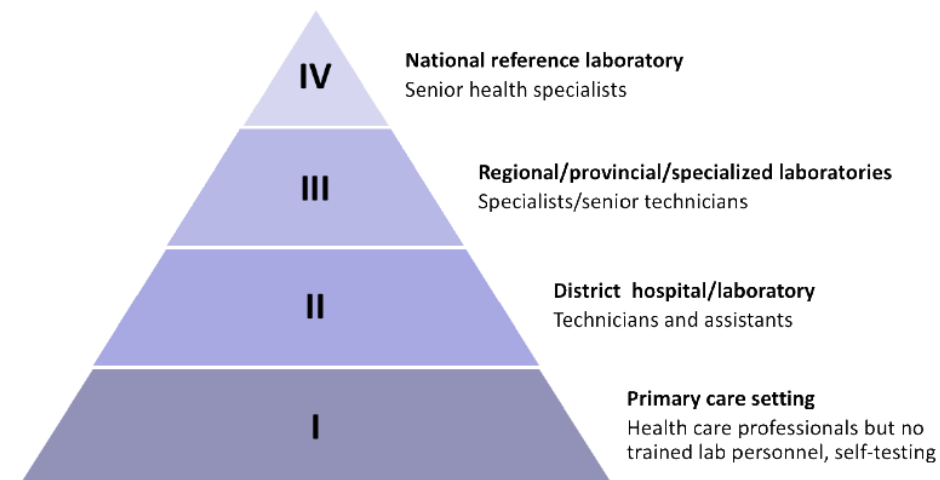 IV
National reference laboratory
Senior health specialists
III
Regional/provincial/specialized laboratories
Specialists/senior technicians
II
District hospital/laboratory
Technicians and assistants
I
Primary care setting
Health care professionals but no
trained lab personnel, self-testing